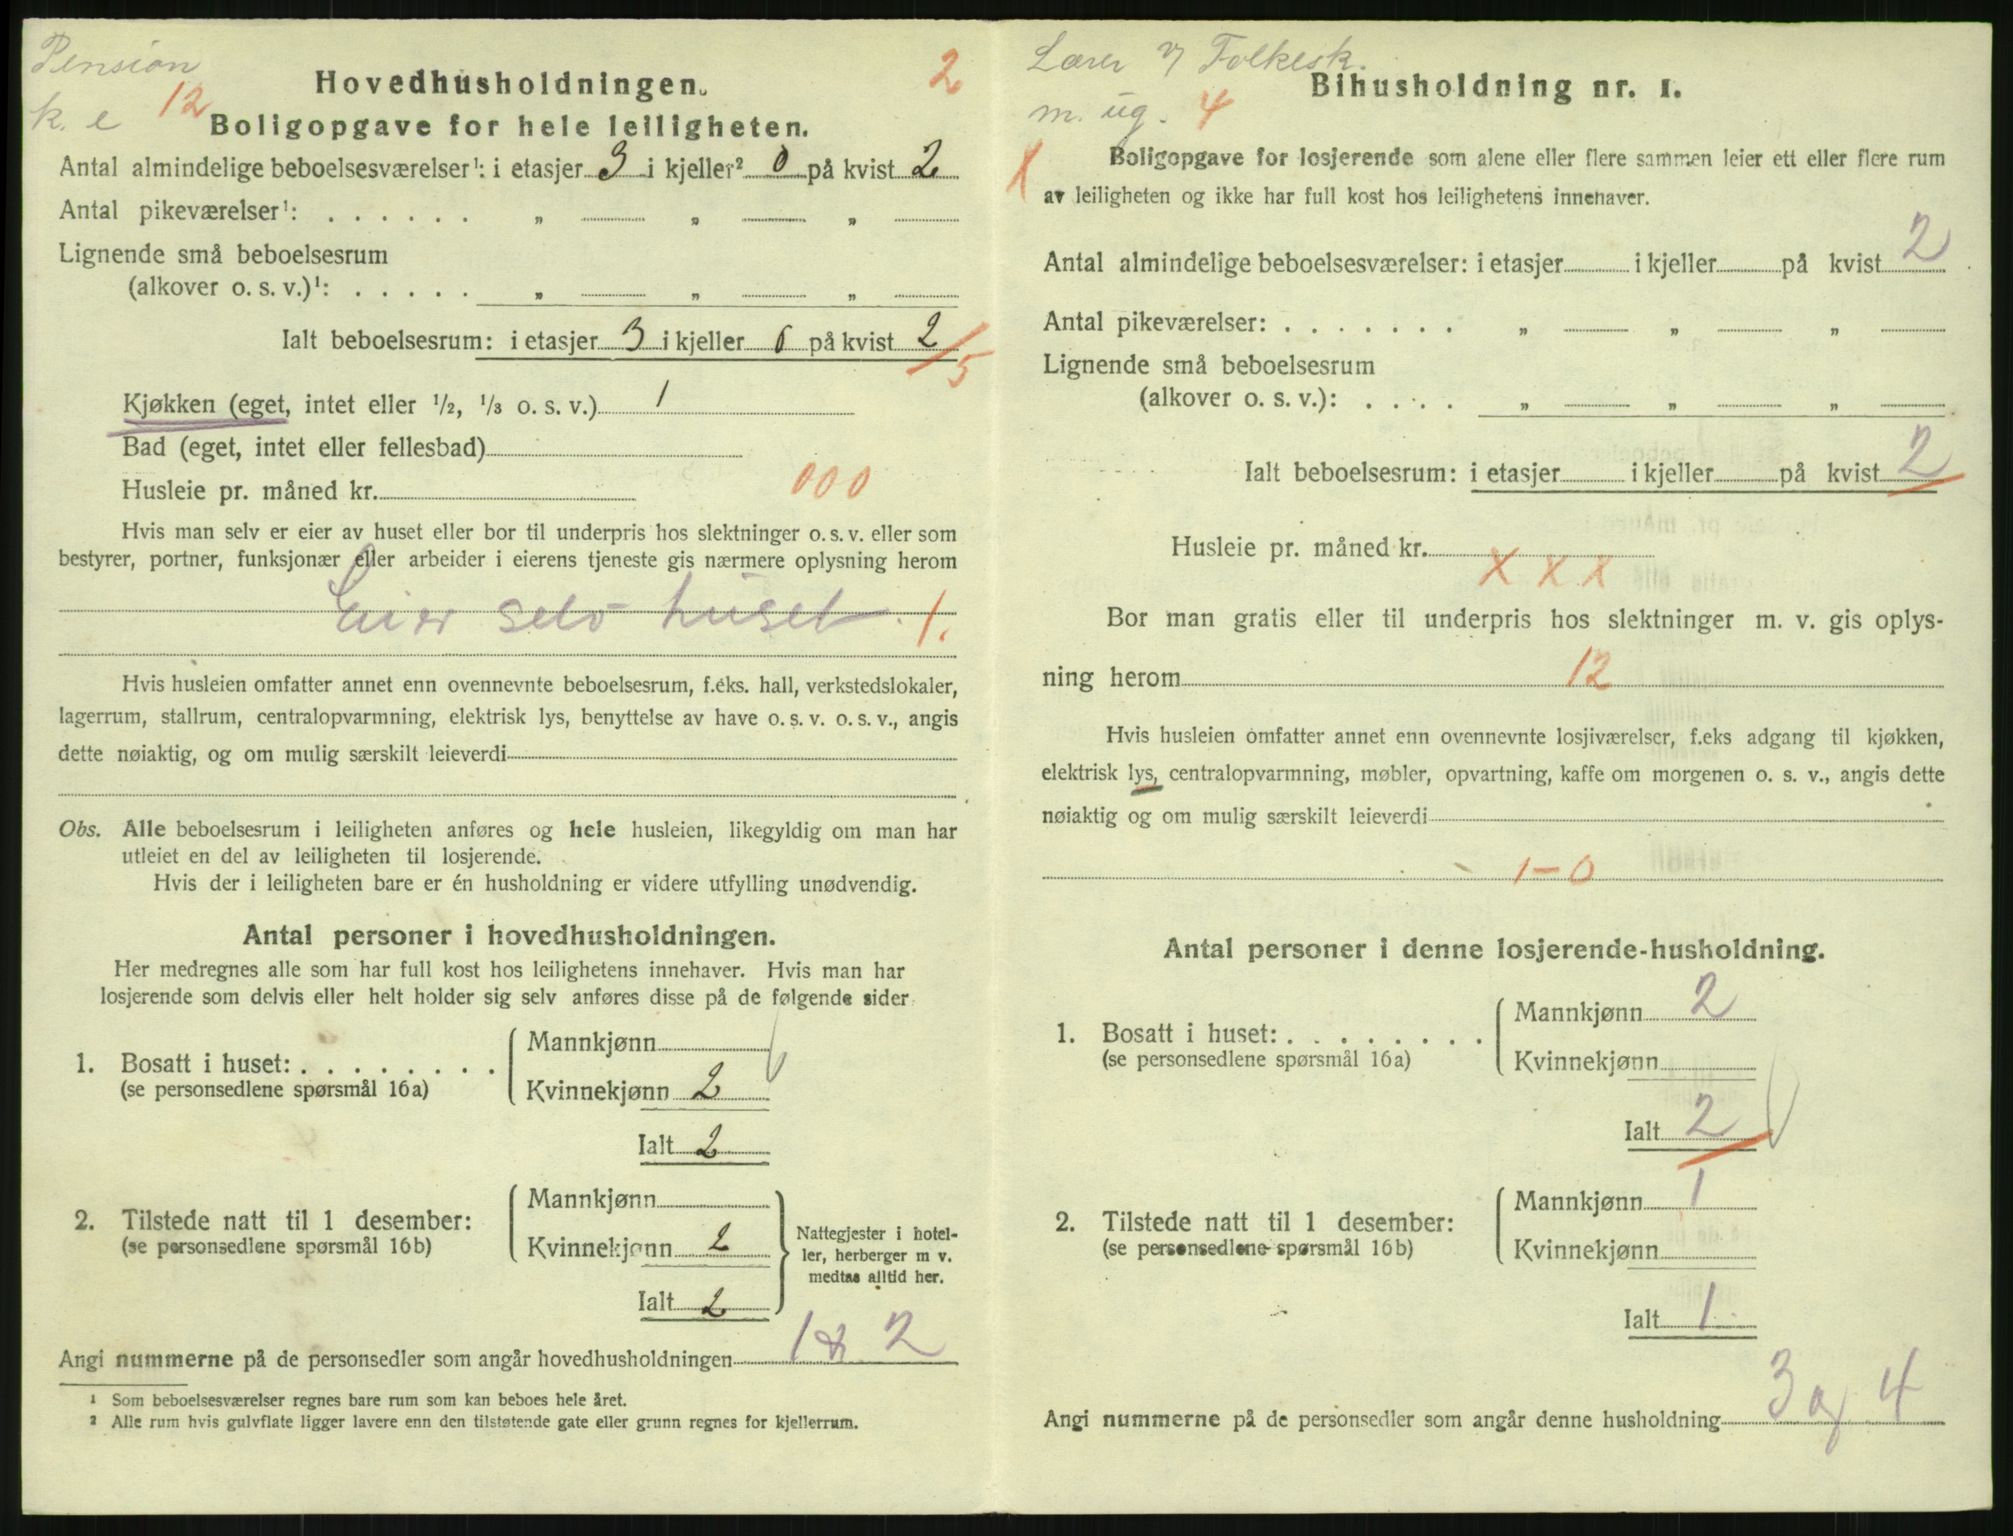 Pension
k. e 12 2
Hovedhusholdningen.
Boligopgave for hele leiligheten.
Antal almindelige beboelsesværelser¹: i etasjer 3 i kjeller² 0 på kvist 2
Antal pikeværelser¹: . . . . . . „ „ „
Lignende små beboelsesrum
(alkover o. s. v.)¹: . . . . . „ „ „
Ialt beboelsesrum: i etasjer 3 i kjeller 0 på kvist 2
5
Kjøkken (eget, intet eller 1/2, 1/3 o. s. v.) 1
Bad (eget, intet eller fellesbad)
Husleie pr. måned kr. 000
Hvis man selv er eier av huset eller bor til underpris hos slektninger o. s. v. eller som
bestyrer, portner, funksjonær eller arbeider i eierens tjeneste gis nærmere oplysning herom
Eier selv huset. 1.
Hvis husleien omfatter annet enn ovennevnte beboelsesrum, f.eks. hall, verkstedslokaler,
lagerrum, stallrum, centralopvarmning, elektrisk lys, benyttelse av have o. s. v. o. s. v., angis
dette nøiaktig, og om mulig særskilt leieverdi
Obs. Alle beboelsesrum i leiligheten anføres og hele husleien, likegyldig om man har
utleiet en del av leiligheten til losjerende.
Hvis der i leiligheten bare er én husholdning er videre utfylling unødvendig.
Antal personer i hovedhusholdningen.
Her medregnes alle som har full kost hos leilighetens innehaver. Hvis man har
losjerende som delvis eller helt holder sig selv anføres disse på de følgende sider.
1. Bosatt i huset: . . . . . . . .
(se personsedlene spørsmål 16a)
Mannkjønn
Kvinnekjønn 2
Ialt 2
2. Tilstede natt til 1 desember:
(se personsedlene spørsmål 16b)
Mannkjønn
Kvinnekjønn 2
Ialt 2
Nattegjester i hotel-
ler, herberger m v.
medtas alltid her.
Angi nummerne på de personsedler som angår hovedhusholdningen 1 & 2
¹ Som beboelsesværelser regnes bare rum som kan beboes hele året.
² Alle rum hvis gulvflate ligger lavere enn den tilstøtende gate eller grunn regnes for kjellerrum.
Lærer v/ Folkesk.
m. ug. 4
Bihusholdning nr. 1.
X
Boligopgave for losjerende som alene eller flere sammen leier ett eller flere rum
av leiligheten og ikke har full kost hos leilighetens innehaver.
Antal almindelige beboelsesværelser: i etasjer i kjeller på kvist 2
Antal pikeværelser: . . . . . . . „ „ „
Lignende små beboelsesrum
(alkover o. s. v.): . . . . „ „ „
Ialt beboelsesrum: i etasjer i kjeller på kvist 2
Husleie pr. måned kr. X X X
Bor man gratis eller til underpris hos slektninger m. v. gis oplys-
ning herom 12
Hvis husleien omfatter annet enn ovennevnte losjiværelser, f.eks adgang til kjøkken,
elektrisk lys, centralopvarmning, møbler, opvartning, kaffe om morgenen o. s. v., angis dette
nøiaktig og om mulig særskilt leieverdi
1-0
Antal personer i denne losjerende-husholdning.
1. Bosatt i huset: . . . . . . . .
(se personsedlene spørsmål 16a)
Mannkjønn 2
Kvinnekjønn
Ialt 2
2. Tilstede natt til 1 desember:
(se personsedlene spørsmål 16b)
Mannkjønn 1
Kvinnekjønn
Ialt 1
Angi nummerne på de personsedler som angår denne husholdning 3 og 4